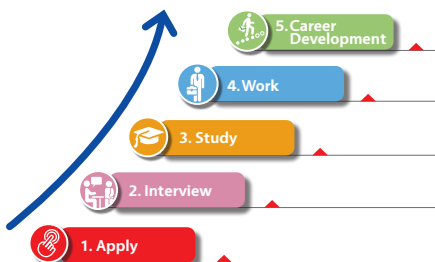 5. Career
Development
4. Work
3. Study
2. Interview
1. Apply